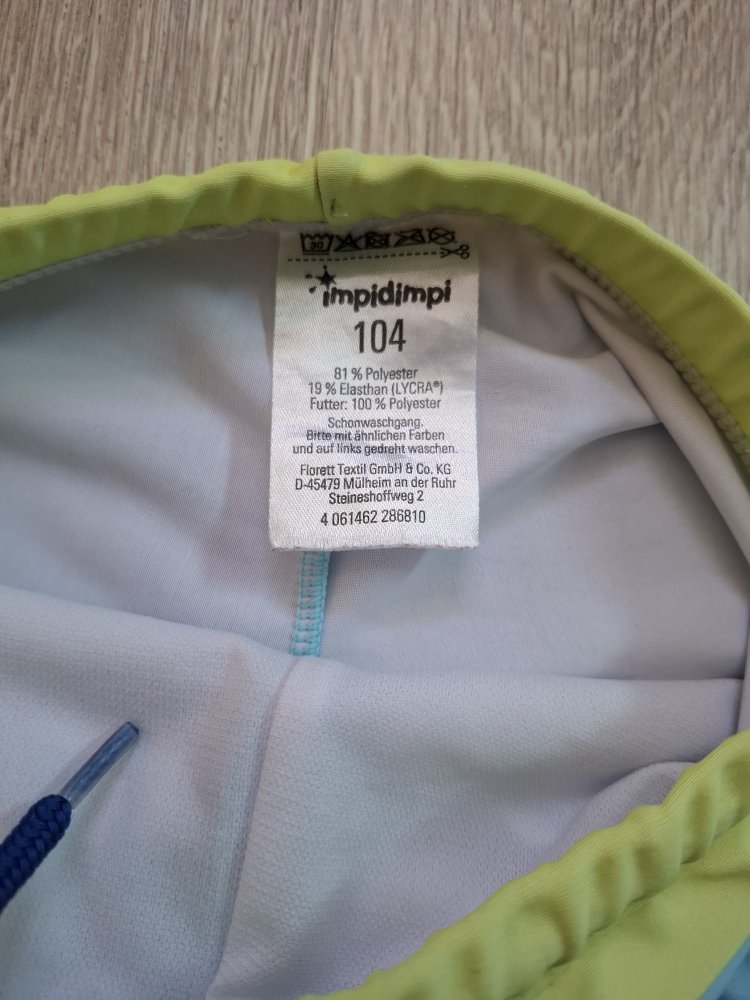 30
impidimpi
104
81 % Polyester
19 % Elasthan (LYCRA®)
Futter: 100 % Polyester
Schonwaschgang.
Bitte mit ähnlichen Farben
und auf links gedreht waschen.
Florett Textil GmbH & Co. KG
D-45479 Mülheim an der Ruhr
Steineshoffweg 2
4 061462 286810